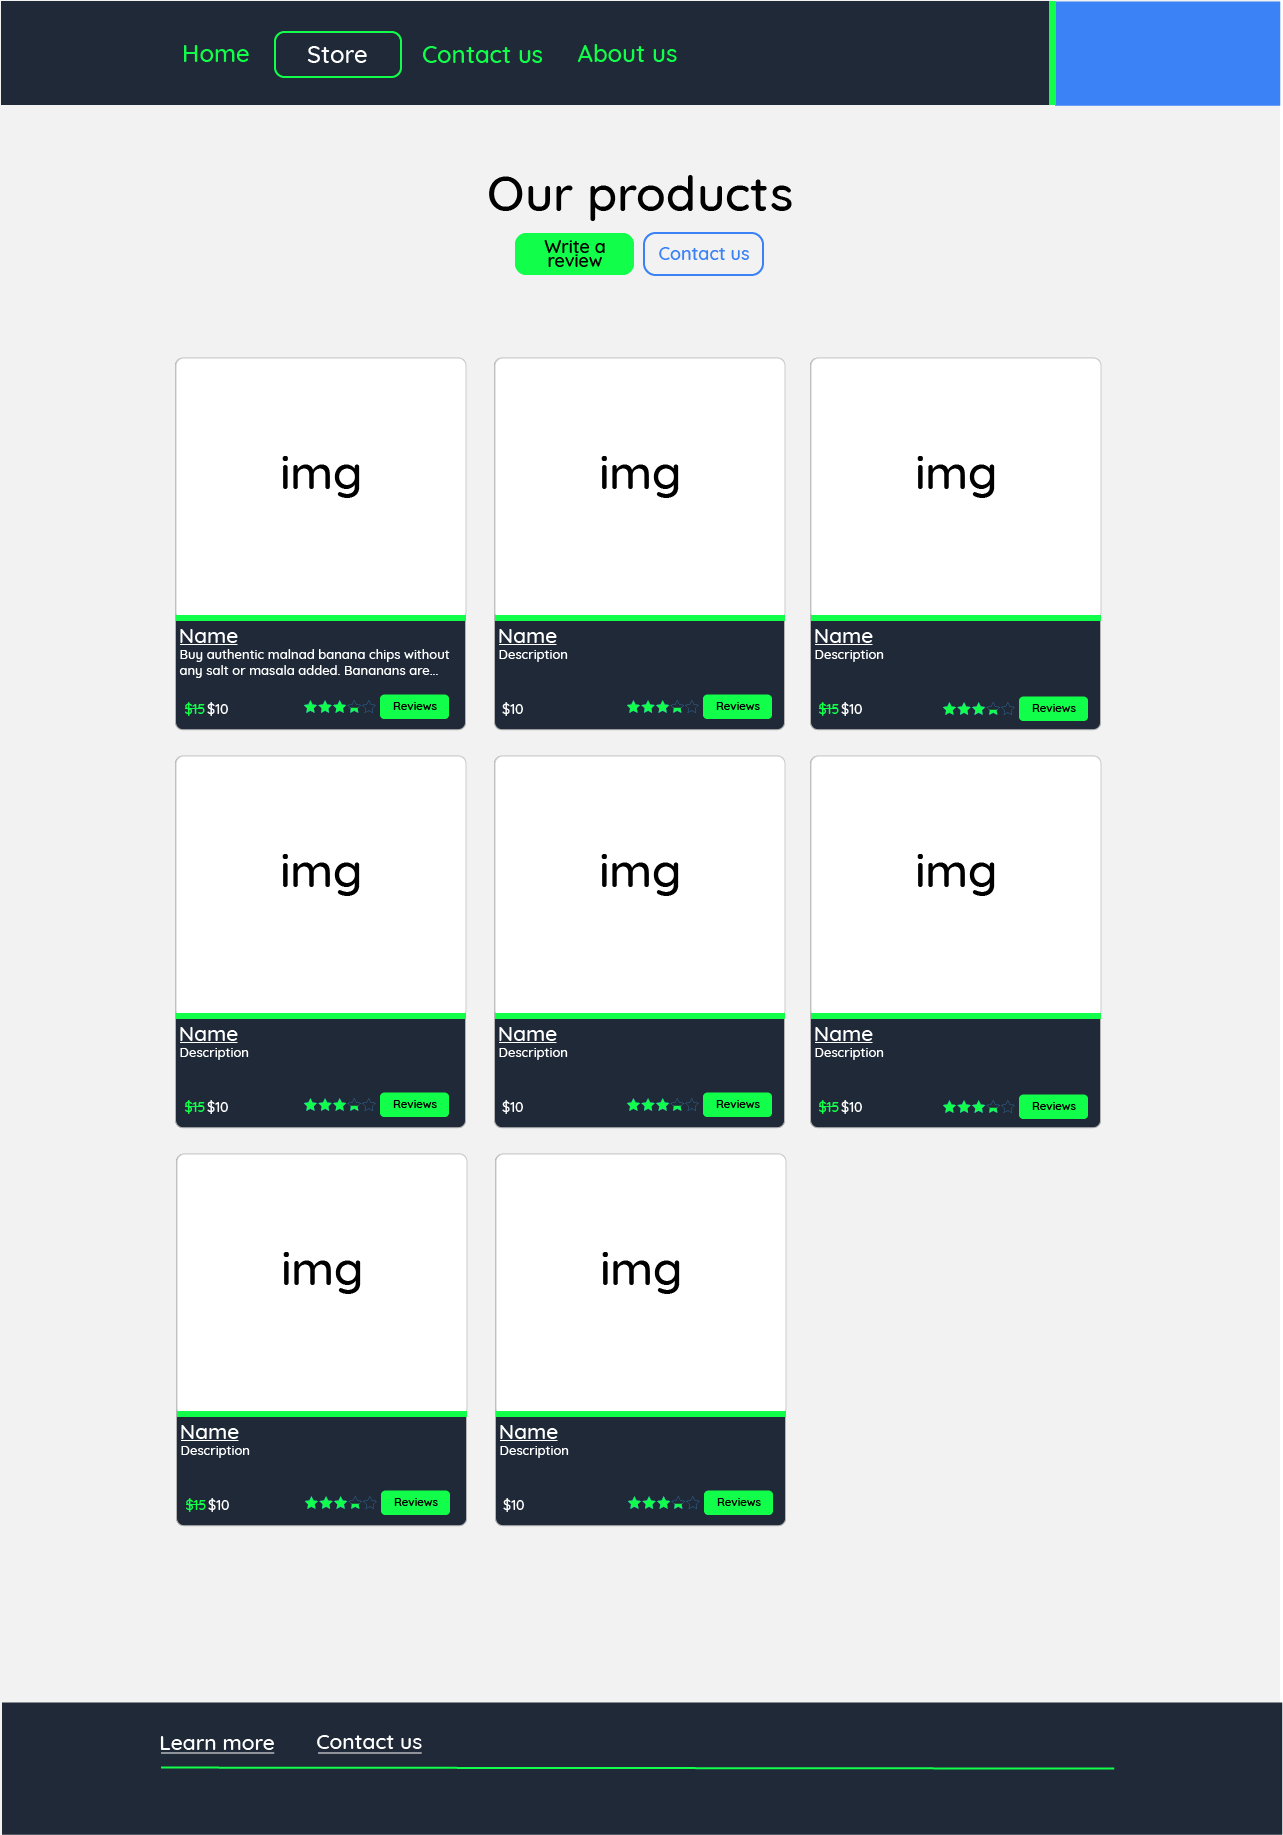 Home Store Contact us About us
Our products
Write a
review
Contact us
img img img
Name
Buy authentic malnad banana chips without
any salt or masala added. Bananans are...
$15 $10 Reviews
Name
Description
$10 Reviews
Name
Description
$15 $10 Reviews
img img img
Name
Description
$15 $10 Reviews
Name
Description
$10 Reviews
Name
Description
$15 $10 Reviews
img img
Name
Description
$15 $10 Reviews
Name
Description
$10 Reviews
Learn more Contact us